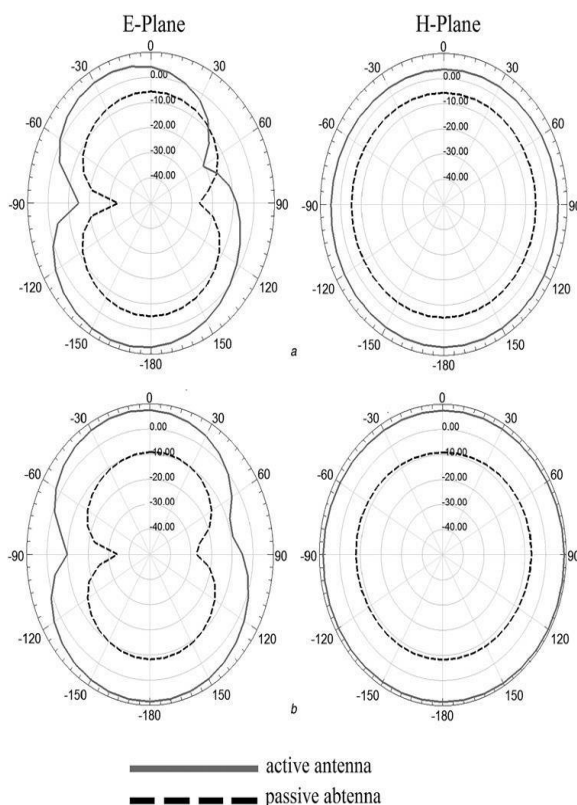 E-Plane H-Plane
0 0
-30 30 -30 30
0.00 0.00
-10.00 -10.00
-60 60 -60 60
-20.00 -20.00
-30.00 -30.00
-40.00 -40.00
-90 90 -90 90
-120 120 -120 120
-150 150 -150 150
-180 a -180
0 0
-30 30 -30 30
0.00 0.00
-10.00 -10.00
-60 60 -60 60
-20.00 -20.00
-30.00 -30.00
-40.00 -40.00
-90 90 -90 90
-120 120 -120 120
-150 150 -150 150
-180 b -180
active antenna
passive abtenna